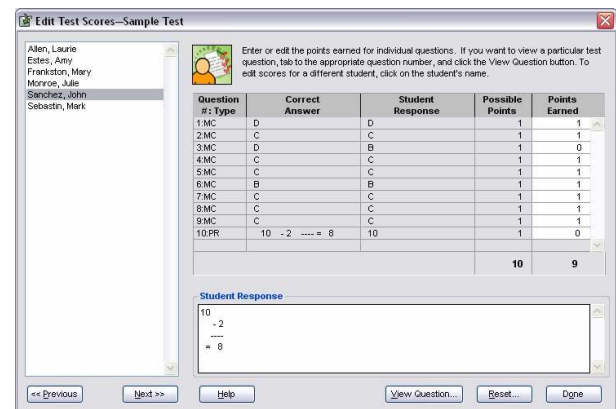 Edit Test Scores—Sample Test
Allen, Laurie
Estes, Amy
Frankston, Mary
Monroe, Julie
Sanchez, John
Sebastin, Mark
Enter or edit the points earned for individual questions. If you want to view a particular test
question, tab to the appropriate question number, and click the View Question button. To
edit scores for a different student, click on the student's name.
Question #: Type Correct Answer Student Response Possible Points Points Earned
1:MC D D 1 1
2:MC C C 1 1
3:MC D B 1 0
4:MC C C 1 1
5:MC C C 1 1
6:MC B B 1 1
7:MC C C 1 1
8:MC C C 1 1
9:MC C C 1 1
10:PR 10 - 2 ---- = 8 10 1 0
10 9
Student Response
10
- 2
----
= 8
<< Previous Next >> Help View Question... Reset... Done